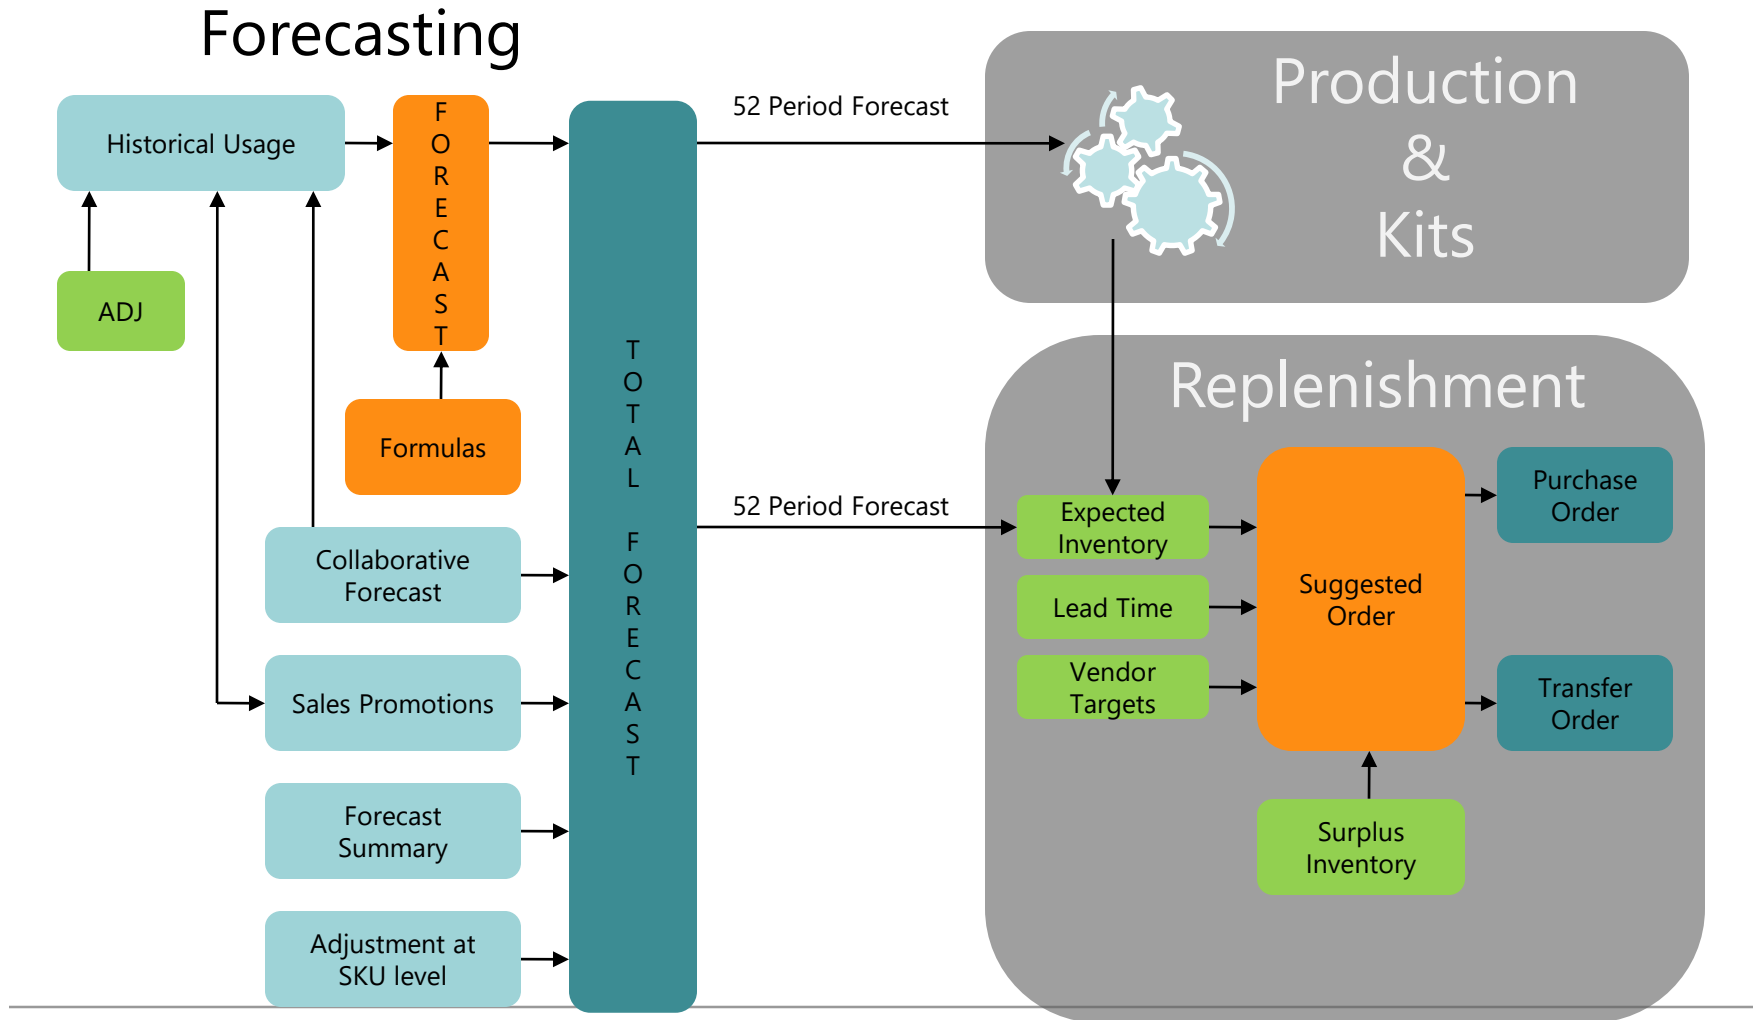 Forecasting
Historical Usage
ADJ
F
O
R
E
C
A
S
T
Formulas
Collaborative
Forecast
Sales Promotions
Forecast
Summary
Adjustment at
SKU level
T
O
T
A
L
F
O
R
E
C
A
S
T
52 Period Forecast
52 Period Forecast
Production
&
Kits
Replenishment
Expected
Inventory
Lead Time
Vendor
Targets
Suggested
Order
Purchase
Order
Transfer
Order
Surplus
Inventory